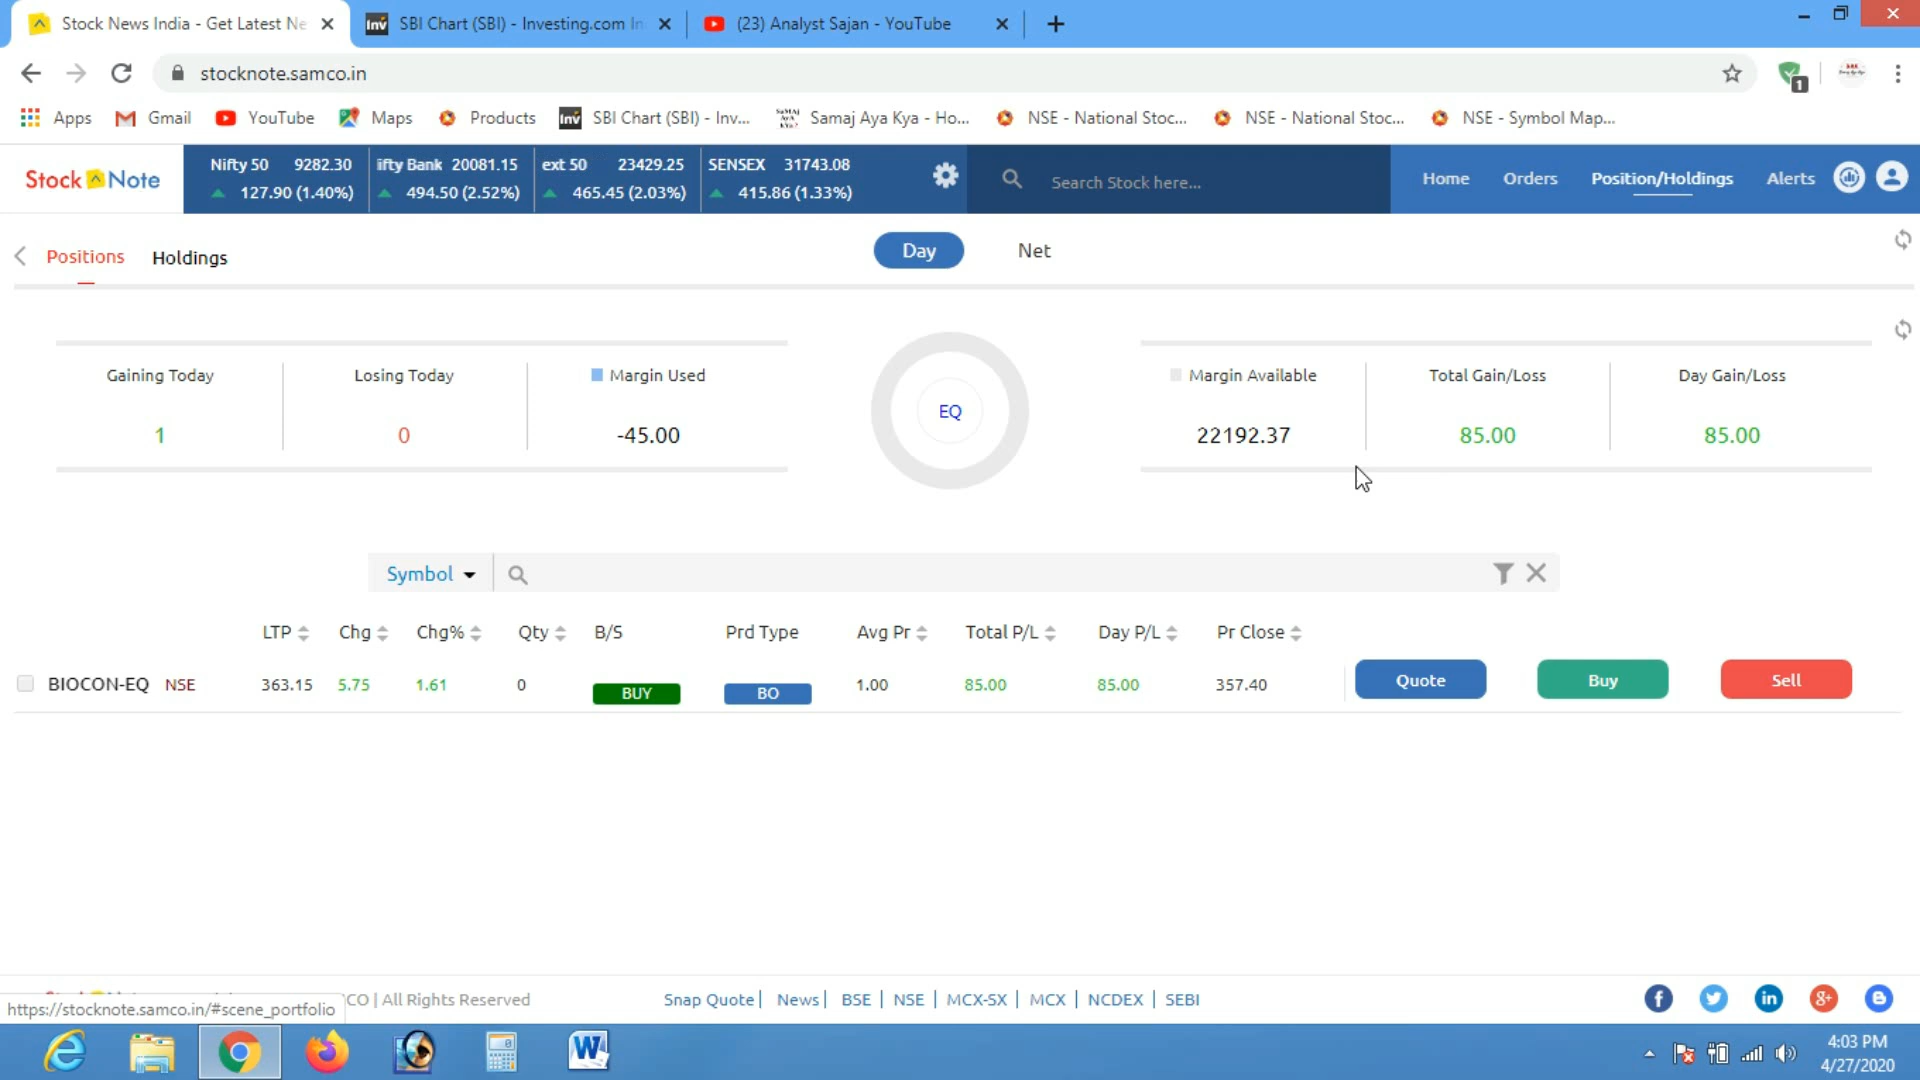 Stock News India - Get Latest Ne
SBI Chart (SBI) - Investing.com In
(23) Analyst Sajan - YouTube
stocknote.samco.in
1
Apps
Gmail
YouTube
Maps
Products
SBI Chart (SBI) - Inv...
Samaj Aya Kya - Ho...
NSE - National Stoc...
NSE - National Stoc...
NSE - Symbol Map...
Stock Note
Nifty 50 9282.30
127.90 (1.40%)
ifty Bank 20081.15
494.50 (2.52%)
ext 50 23429.25
465.45 (2.03%)
SENSEX 31743.08
415.86 (1.33%)
Search Stock here...
Home
Orders
Position/Holdings
Alerts
Positions
Holdings
Day
Net
Gaining Today
1
Losing Today
0
Margin Used
-45.00
EQ
Margin Available
22192.37
Total Gain/Loss
85.00
Day Gain/Loss
85.00
Symbol
LTP Chg Chg% Qty B/S Prd Type Avg Pr Total P/L Day P/L Pr Close
BIOCON-EQ NSE 363.15 5.75 1.61 0 BUY BO 1.00 85.00 85.00 357.40 Quote Buy Sell
CO | All Rights Reserved
Snap Quote | News | BSE | NSE | MCX-SX | MCX | NCDEX | SEBI
https://stocknote.samco.in/#scene_portfolio
4:03 PM
4/27/2020